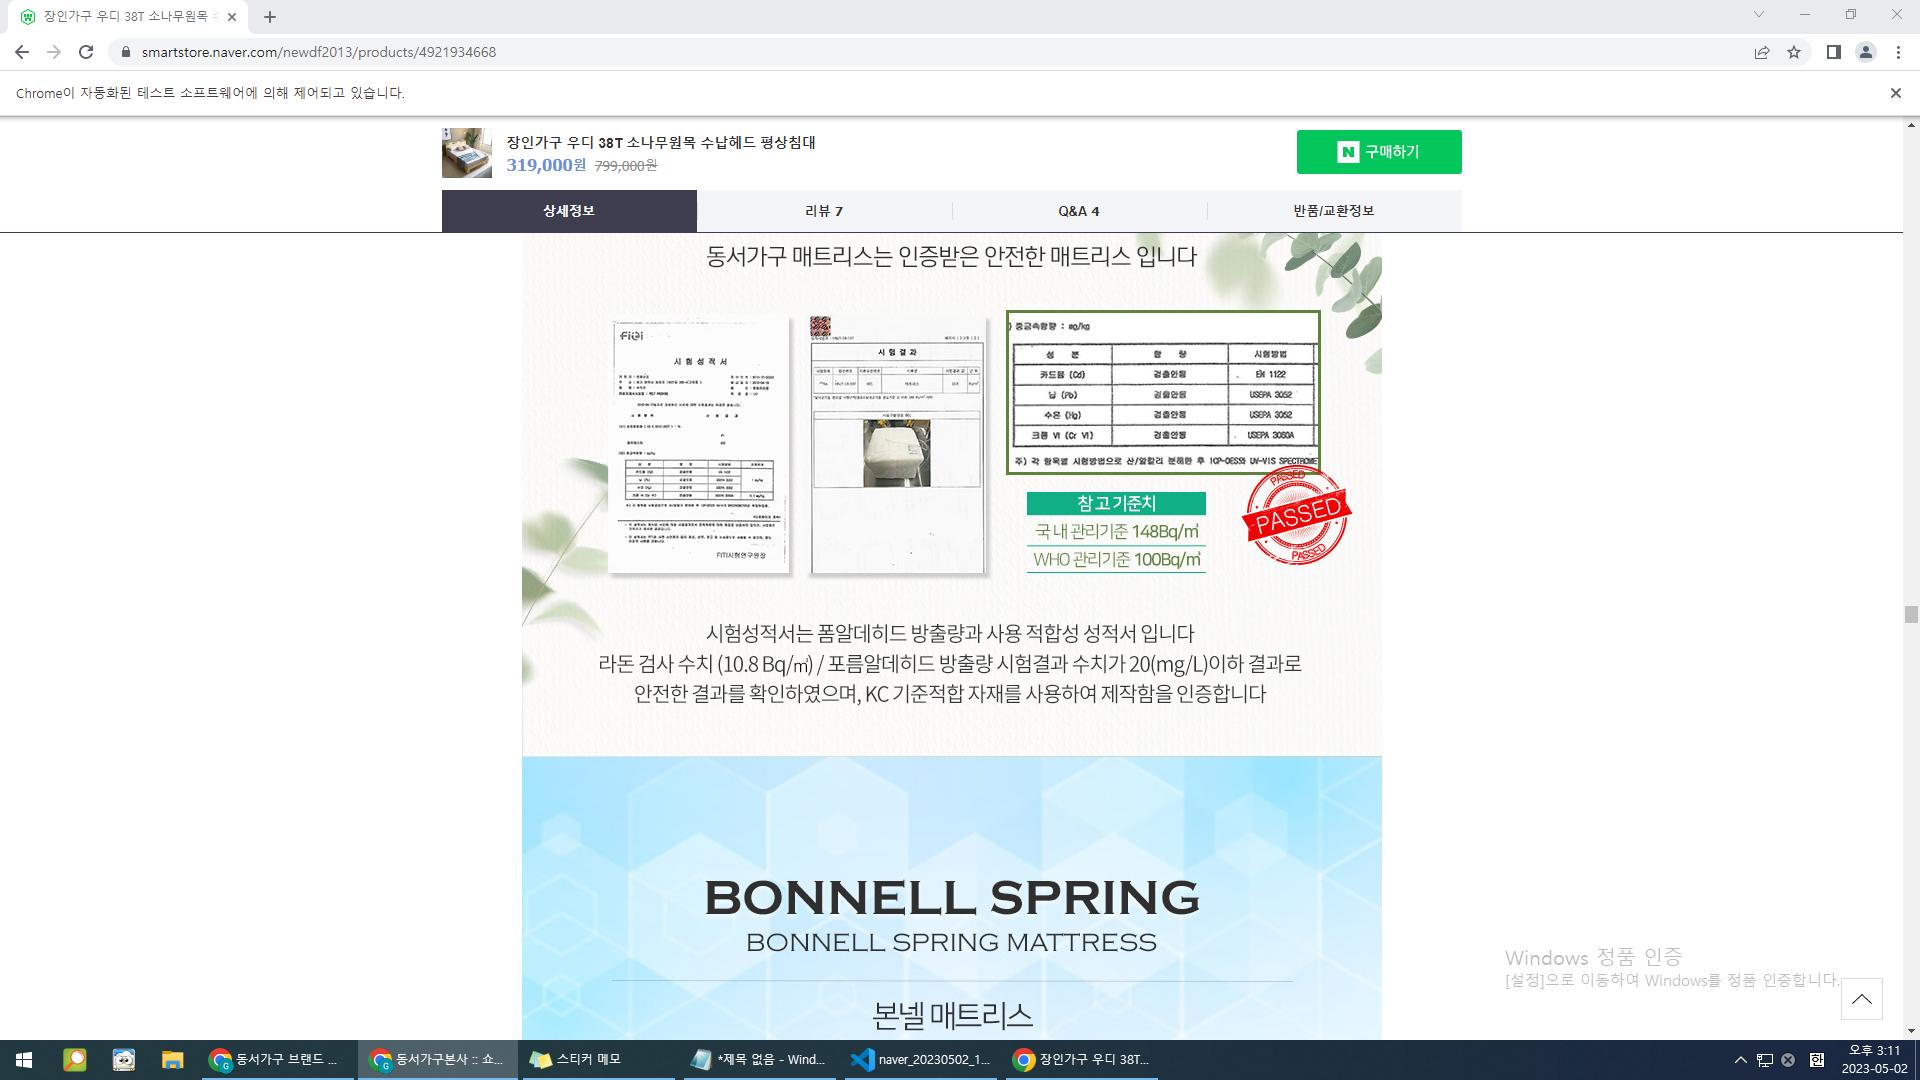 장인가구 우디 38T 소나무원목
smartstore.naver.com/newdf2013/products/4921934668
Chrome이 자동화된 테스트 소프트웨어에 의해 제어되고 있습니다.
장인가구 우디 38T 소나무원목 수납헤드 평상침대
319,000원 799,000원
N 구매하기
상세정보 리뷰 7 Q&A 4 반품/교환정보
동서가구 매트리스는 인증받은 안전한 매트리스 입니다
FITI
시 험 성 적 서
FITI시험연구원장
시 험 결 과
) 중금속함량 : mg/kg
성 분 함 량 시험방법
카드뮴 (Cd) 검출안됨 EN 1122
납 (Pb) 검출안됨 USEPA 3052
수은 (Hg) 검출안됨 USEPA 3052
크롬 VI (Cr VI) 검출안됨 USEPA 3060A
주) 각 항목별 시험방법으로 산/알칼리 분해한 후 ICP-OES와 UV-VIS SPECTROME
참고기준치
국내 관리기준 148Bq/㎡
WHO 관리기준 100Bq/㎡
PASSED
PASSED
PASSED
시험성적서는 폼알데히드 방출량과 사용 적합성 성적서 입니다
라돈 검사 수치 (10.8 Bq/㎡) / 포름알데히드 방출량 시험결과 수치가 20(mg/L)이하 결과로
안전한 결과를 확인하였으며, KC 기준적합 자재를 사용하여 제작함을 인증합니다
BONNELL SPRING
BONNELL SPRING MATTRESS
본넬 매트리스
Windows 정품 인증
[설정]으로 이동하여 Windows를 정품 인증합니다.
동서가구 브랜드 ...
동서가구본사 :: 쇼...
스티커 메모
*제목 없음 - Wind...
naver_20230502_1...
장인가구 우디 38T...
한
오후 3:11
2023-05-02